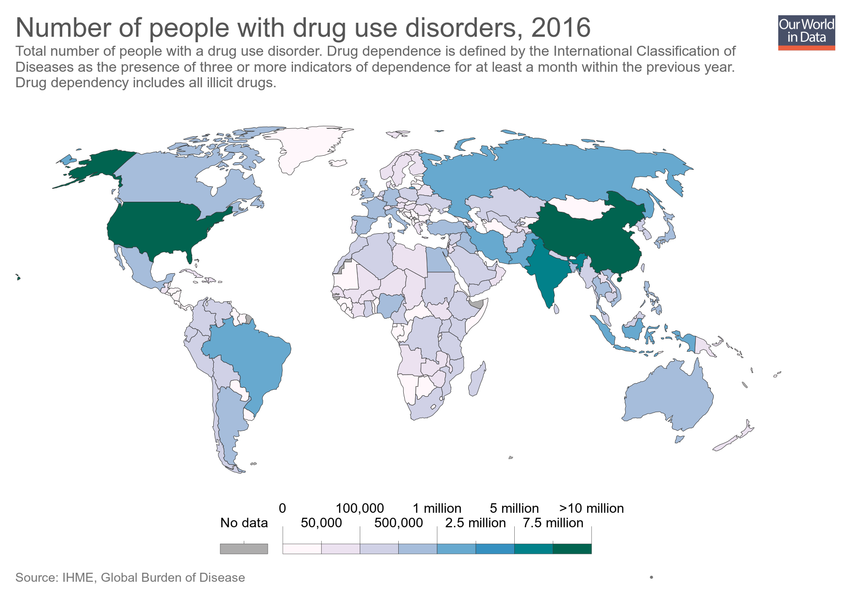 Number of people with drug use disorders, 2016
Our World
in Data
Total number of people with a drug use disorder. Drug dependence is defined by the International Classification of
Diseases as the presence of three or more indicators of dependence for at least a month within the previous year.
Drug dependency includes all illicit drugs.
0 100,000 1 million 5 million >10 million
No data 50,000 500,000 2.5 million 7.5 million
Source: IHME, Global Burden of Disease